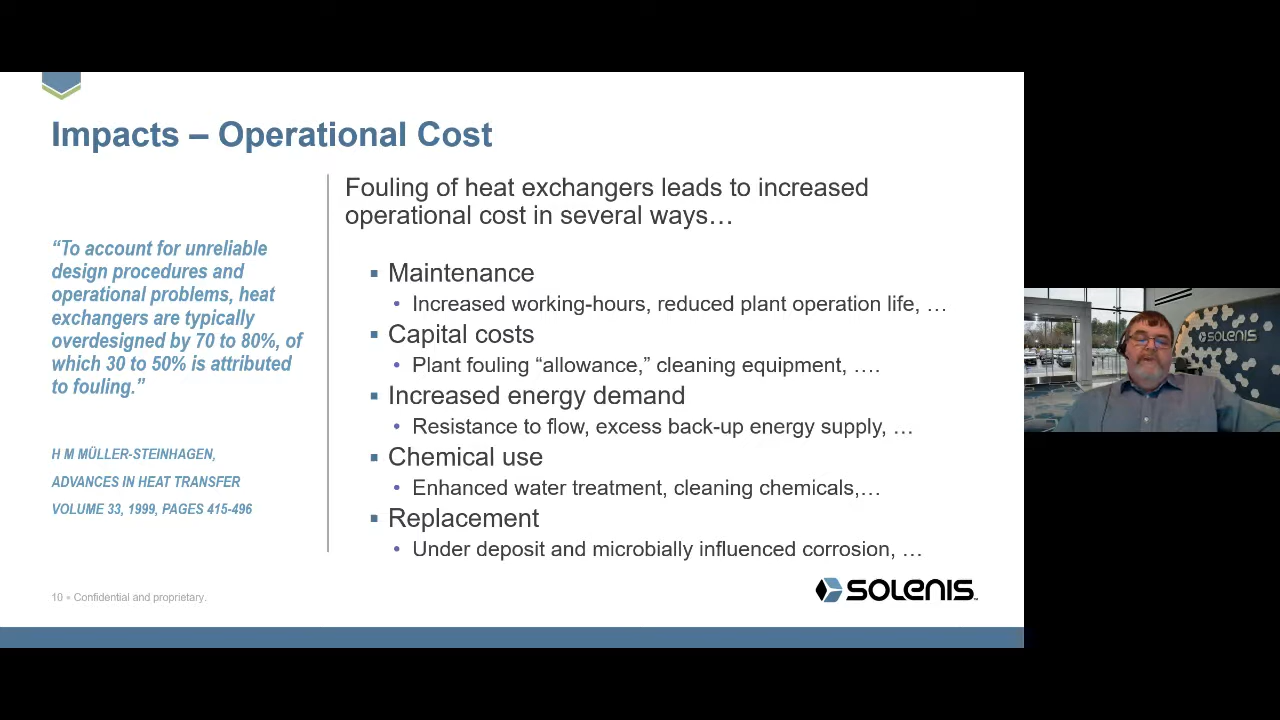 Impacts – Operational Cost
“To account for unreliable
design procedures and
operational problems, heat
exchangers are typically
overdesigned by 70 to 80%, of
which 30 to 50% is attributed
to fouling.”
H M MÜLLER-STEINHAGEN,
ADVANCES IN HEAT TRANSFER
VOLUME 33, 1999, PAGES 415-496
Fouling of heat exchangers leads to increased
operational cost in several ways…
▪ Maintenance
• Increased working-hours, reduced plant operation life, …
▪ Capital costs
• Plant fouling “allowance,” cleaning equipment, ….
▪ Increased energy demand
• Resistance to flow, excess back-up energy supply, …
▪ Chemical use
• Enhanced water treatment, cleaning chemicals,…
▪ Replacement
• Under deposit and microbially influenced corrosion, …
10 • Confidential and proprietary.
SOLENIS™
SOLENIS